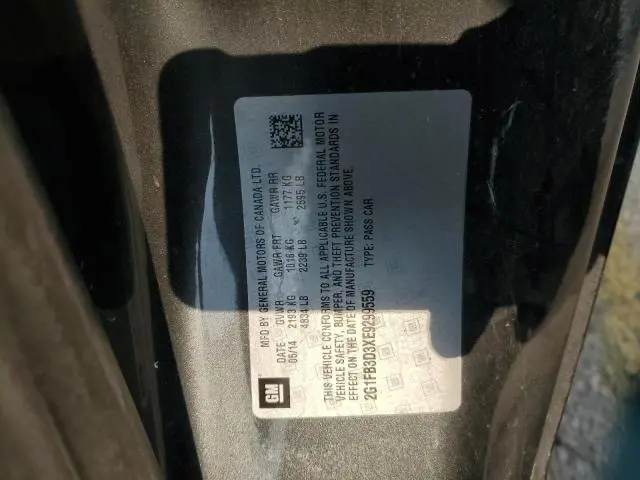 GM
MFD BY GENERAL MOTORS OF CANADA LTD.
DATE GVWR GAWR FRT GAWR RR
05/14 2193 KG 1016 KG 1177 KG
4834 LB 2239 LB 2595 LB
THIS VEHICLE CONFORMS TO ALL APPLICABLE U.S. FEDERAL MOTOR
VEHICLE SAFETY, BUMPER, AND THEFT PREVENTION STANDARDS IN
EFFECT ON THE DATE OF MANUFACTURE SHOWN ABOVE.
2G1FB3D3XE9299559 TYPE: PASS CAR